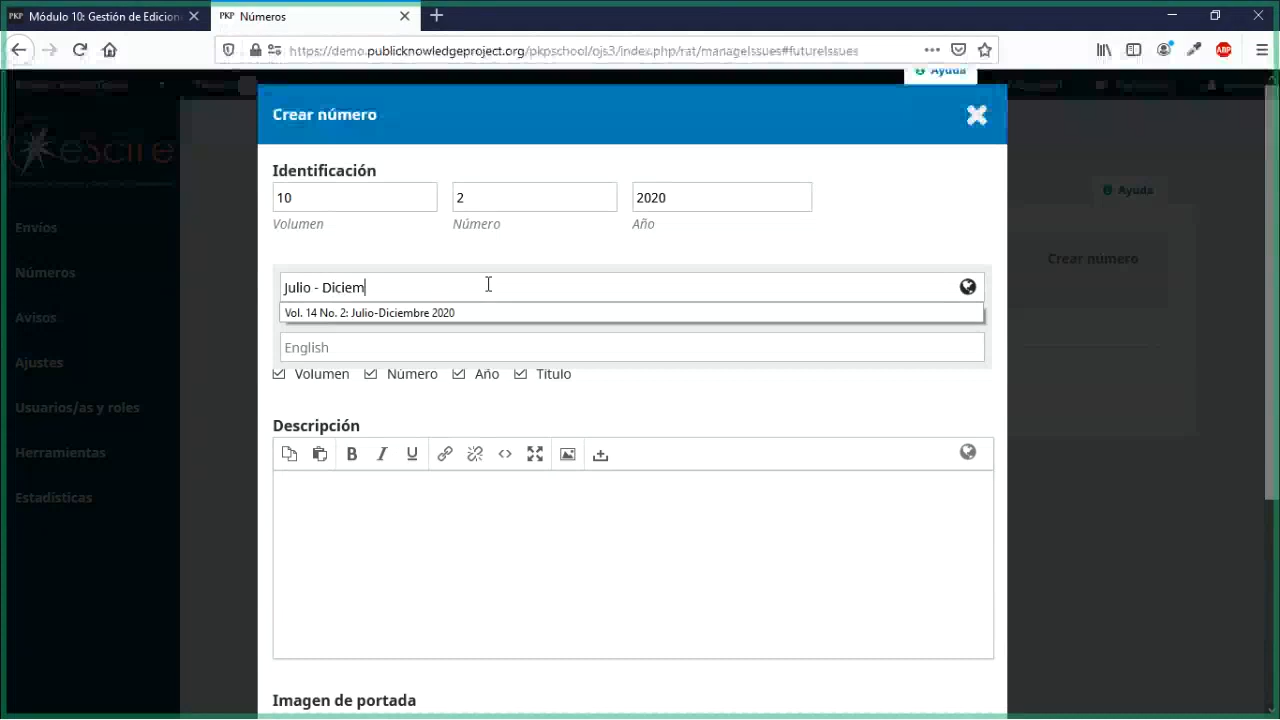 PKP Módulo 10: Gestión de Edicion
PKP Números
https://demo.publicknowledgeproject.org/pkpschool/ojs3/index.php/rat/manageIssues#futureIssues
ABP
Ayuda
Crear número
eScire
Identificación
10 2 2020
Volumen Número Año
Ayuda
Envíos
Crear número
Números
Julio - Diciem
Vol. 14 No. 2: Julio-Diciembre 2020
Avisos
English
Ajustes
Volumen Número Año Título
Usuarios/as y roles
Descripción
Herramientas
B I U
Estadísticas
Imagen de portada